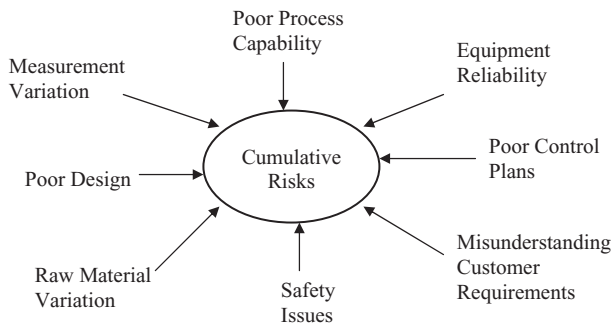 Poor Process
Capability
Equipment
Reliability
Measurement
Variation
Cumulative
Risks
Poor Control
Plans
Poor Design
Misunderstanding
Customer
Requirements
Raw Material
Variation
Safety
Issues